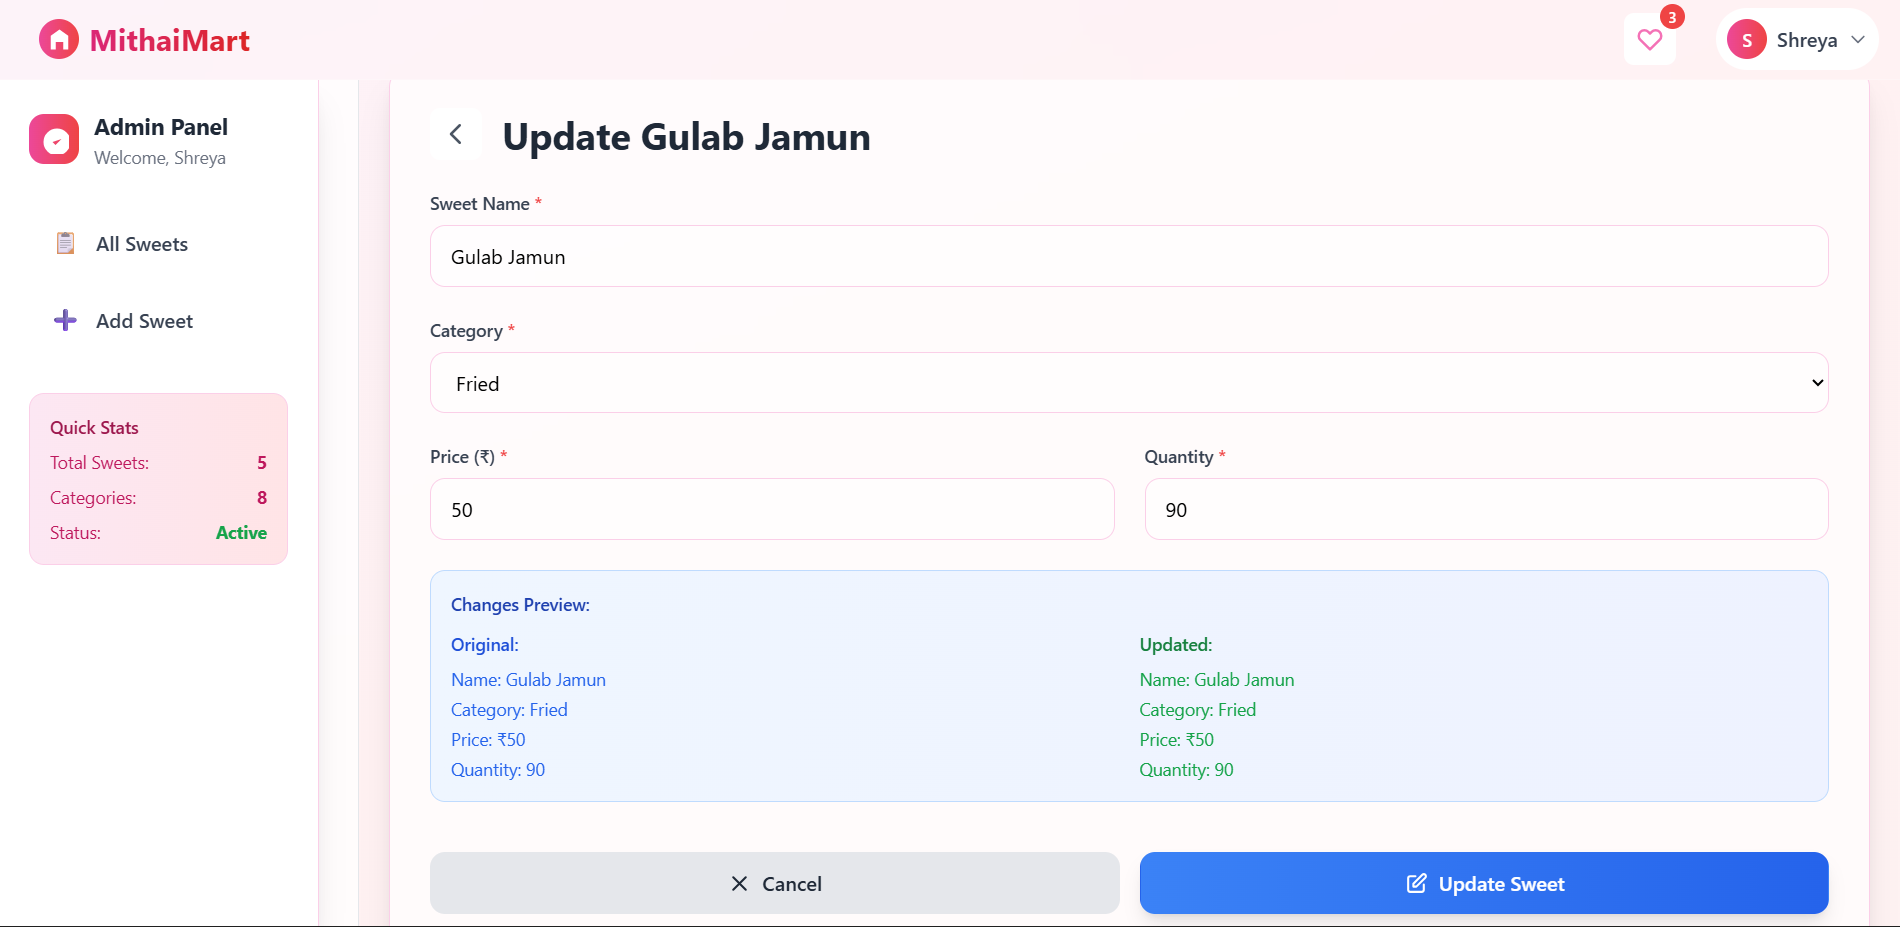 MithaiMart
3
S
Shreya
Admin Panel
Welcome, Shreya
All Sweets
Add Sweet
Quick Stats
Total Sweets: 5
Categories: 8
Status: Active
Update Gulab Jamun
Sweet Name *
Gulab Jamun
Category *
Fried
Price (₹) *
Quantity *
50
90
Changes Preview:
Original:
Name: Gulab Jamun
Category: Fried
Price: ₹50
Quantity: 90
Updated:
Name: Gulab Jamun
Category: Fried
Price: ₹50
Quantity: 90
Cancel
Update Sweet